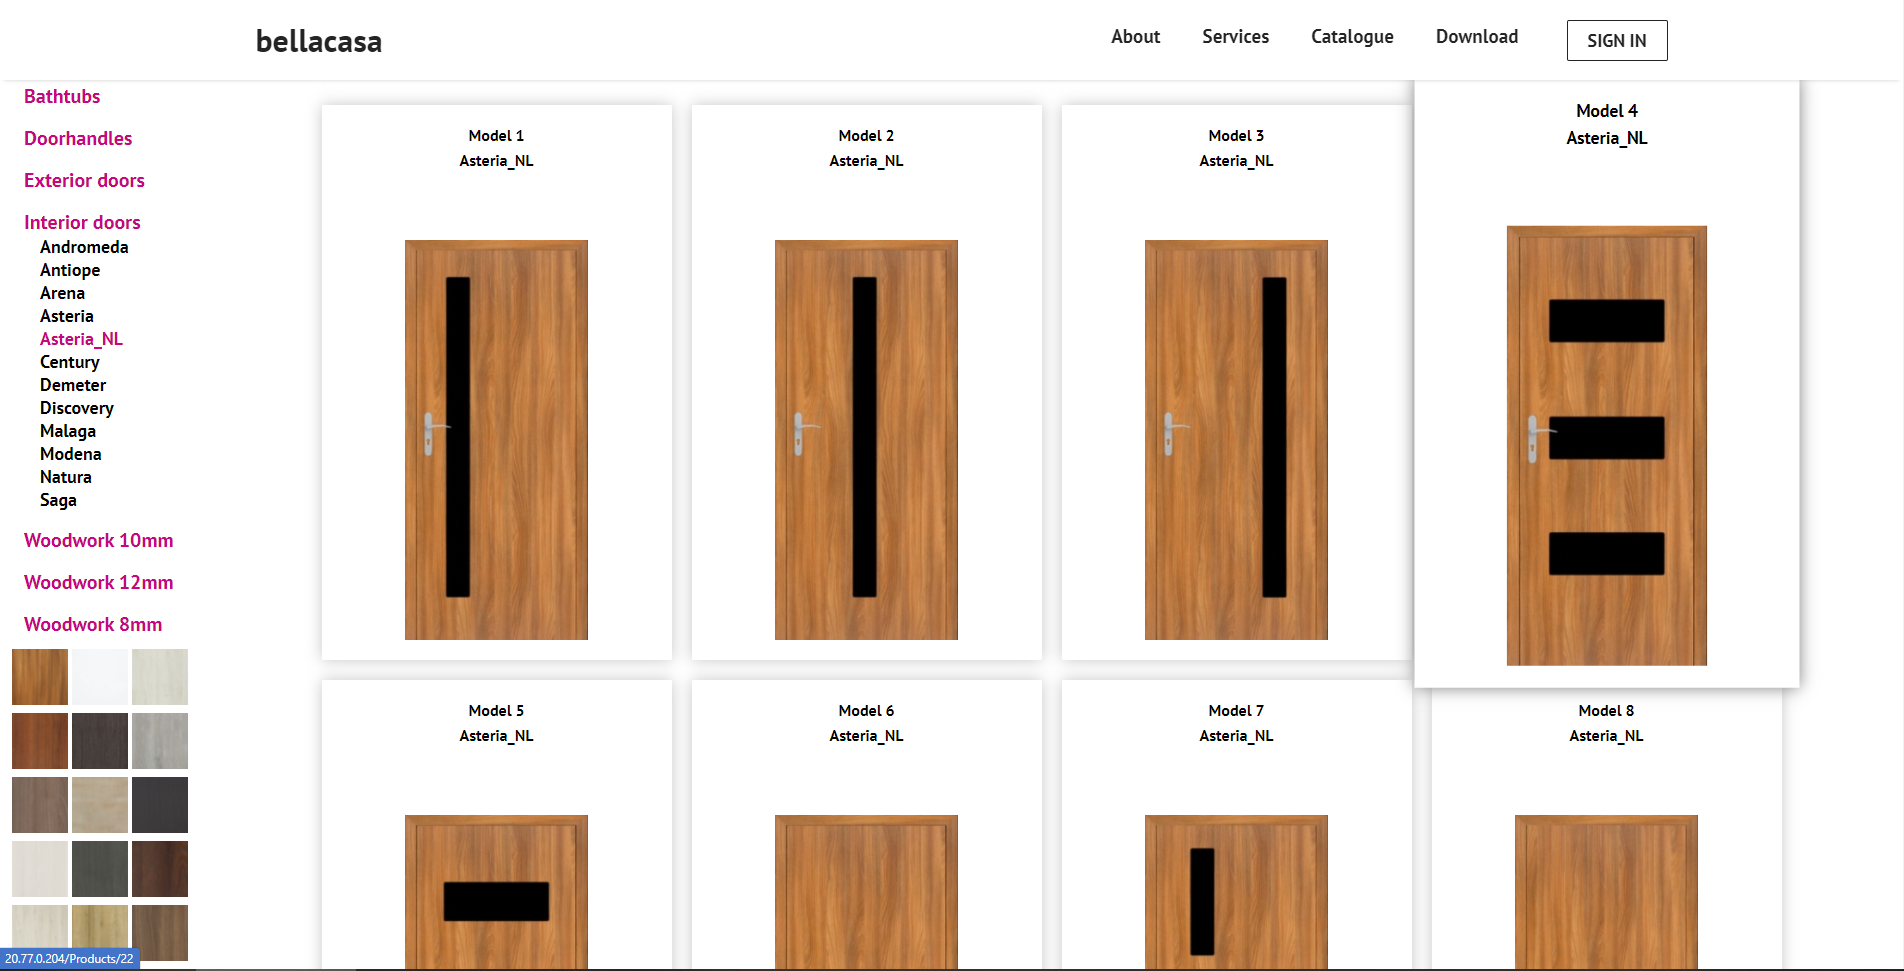 bellacasa
About
Services
Catalogue
Download
SIGN IN
Bathtubs
Doorhandles
Exterior doors
Interior doors
Andromeda
Antiope
Arena
Asteria
Asteria_NL
Century
Demeter
Discovery
Malaga
Modena
Natura
Saga
Woodwork 10mm
Woodwork 12mm
Woodwork 8mm
Model 1
Asteria_NL
Model 2
Asteria_NL
Model 3
Asteria_NL
Model 4
Asteria_NL
Model 5
Asteria_NL
Model 6
Asteria_NL
Model 7
Asteria_NL
Model 8
Asteria_NL
20.77.0.204/Products/22